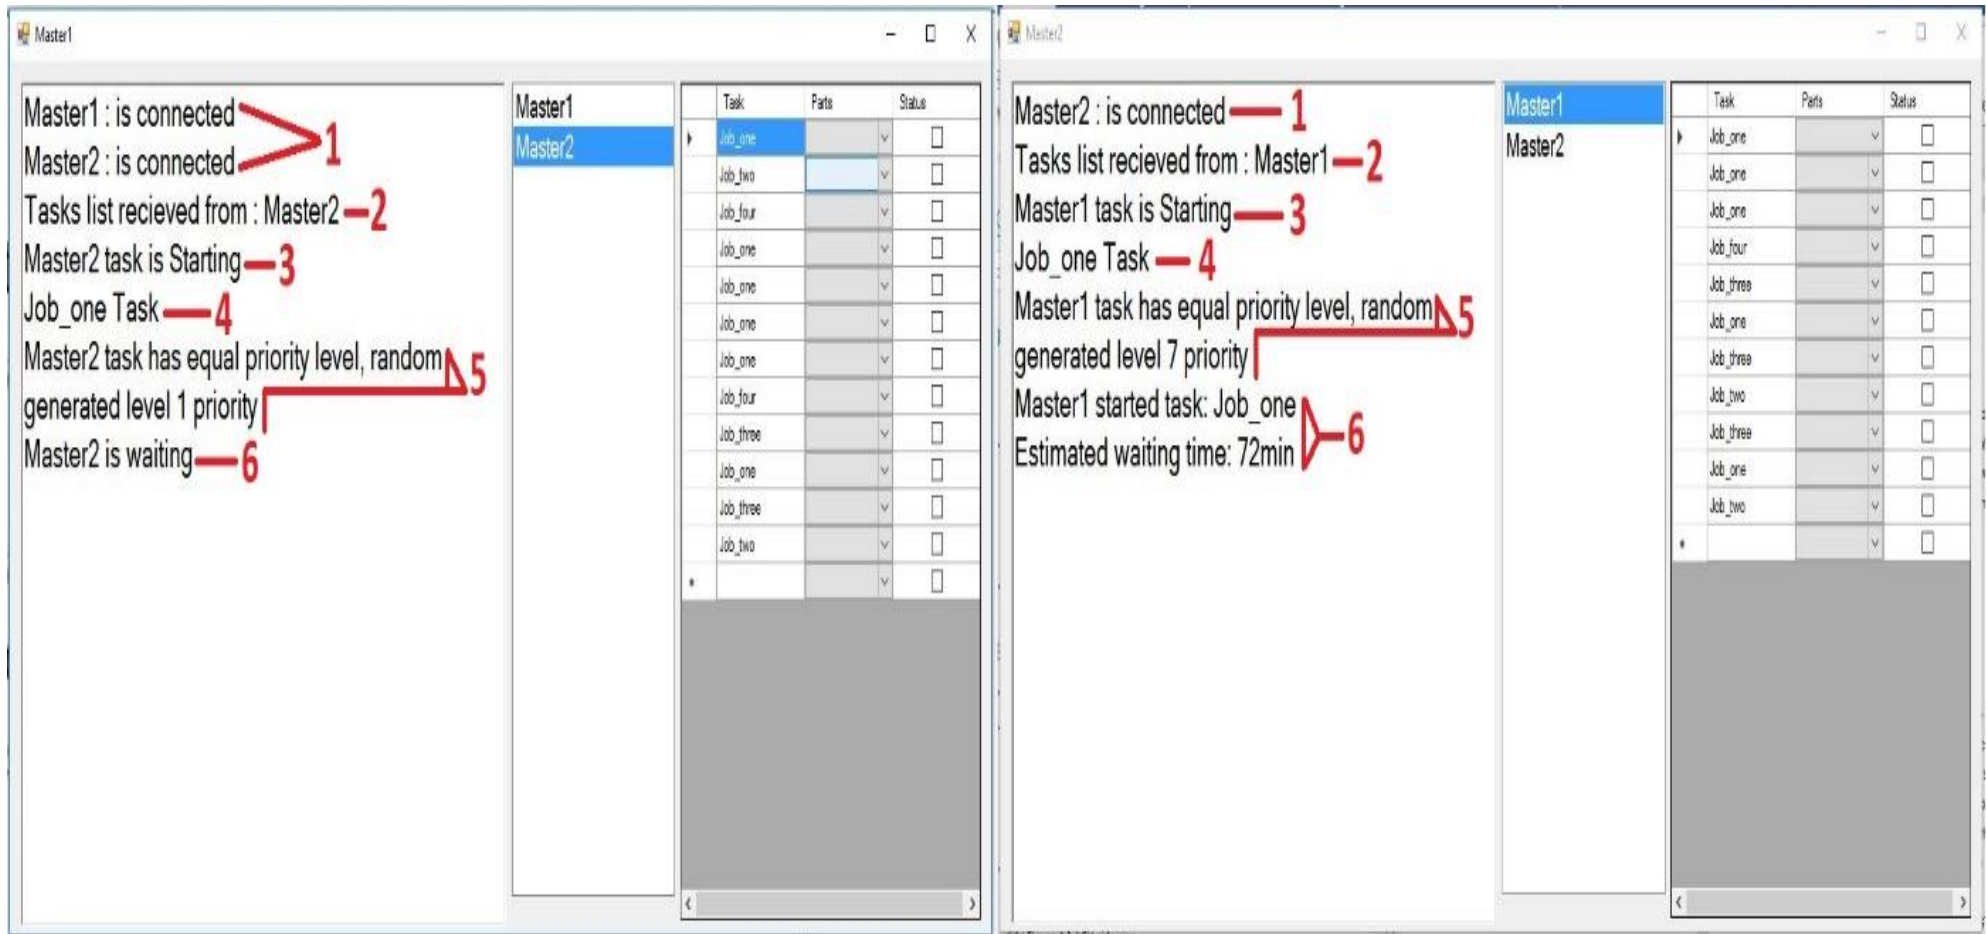 Master1
Master1 : is connected
Master2 : is connected
1
Tasks list recieved from : Master2
2
Master2 task is Starting
3
Job_one Task
4
Master2 task has equal priority level, random
generated level 1 priority
5
Master2 is waiting
6
Master1
Master2
Task Parts Status
Job_one
Job_two
Job_four
Job_one
Job_one
Job_one
Job_one
Job_four
Job_three
Job_one
Job_three
Job_two
Master2
Master2 : is connected
1
Tasks list recieved from : Master1
2
Master1 task is Starting
3
Job_one Task
4
Master1 task has equal priority level, random
generated level 7 priority
5
Master1 started task: Job_one
Estimated waiting time: 72min
6
Master1
Master2
Task Parts Status
Job_one
Job_one
Job_one
Job_four
Job_three
Job_one
Job_three
Job_two
Job_three
Job_one
Job_two